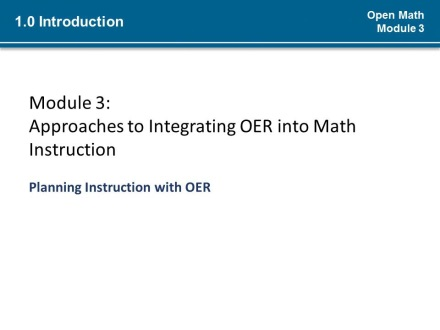 1.0 Introduction
Open Math
Module 3
Module 3:
Approaches to Integrating OER into Math
Instruction
Planning Instruction with OER